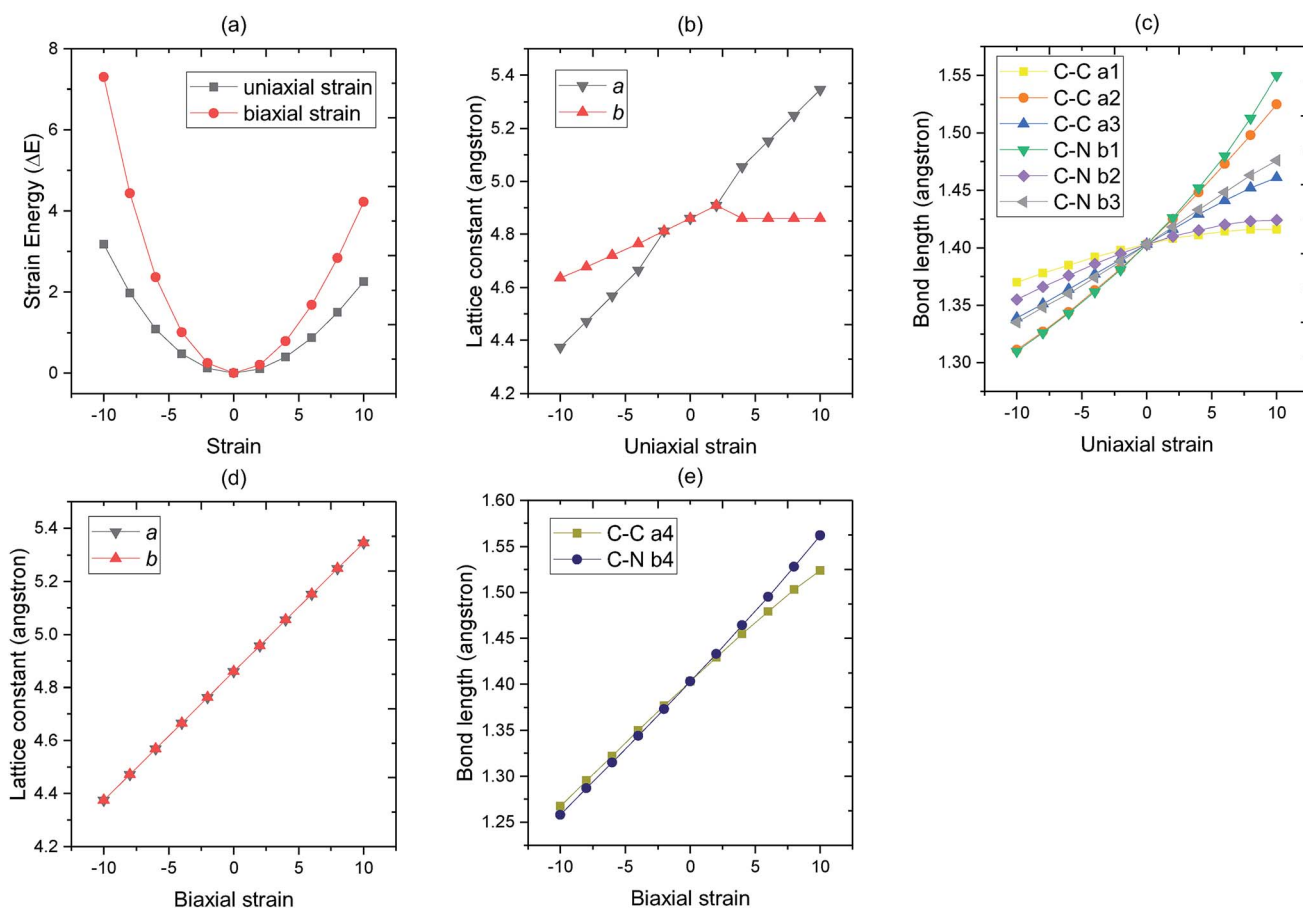 (a)
8
6
4
2
0
-10 -5 0 5 10
Strain Energy (ΔE)
Strain
uniaxial strain
biaxial strain
(b)
5.4
5.2
5.0
4.8
4.6
4.4
4.2
-10 -5 0 5 10
Lattice constant (angstron)
Uniaxial strain
a
b
(c)
1.55
1.50
1.45
1.40
1.35
1.30
-10 -5 0 5 10
Bond length (angstron)
Uniaxial strain
C-C a1
C-C a2
C-C a3
C-N b1
C-N b2
C-N b3
(d)
5.4
5.2
5.0
4.8
4.6
4.4
4.2
-10 -5 0 5 10
Lattice constant (angstron)
Biaxial strain
a
b
(e)
1.60
1.55
1.50
1.45
1.40
1.35
1.30
1.25
-10 -5 0 5 10
Bond length (angstron)
Biaxial strain
C-C a4
C-N b4